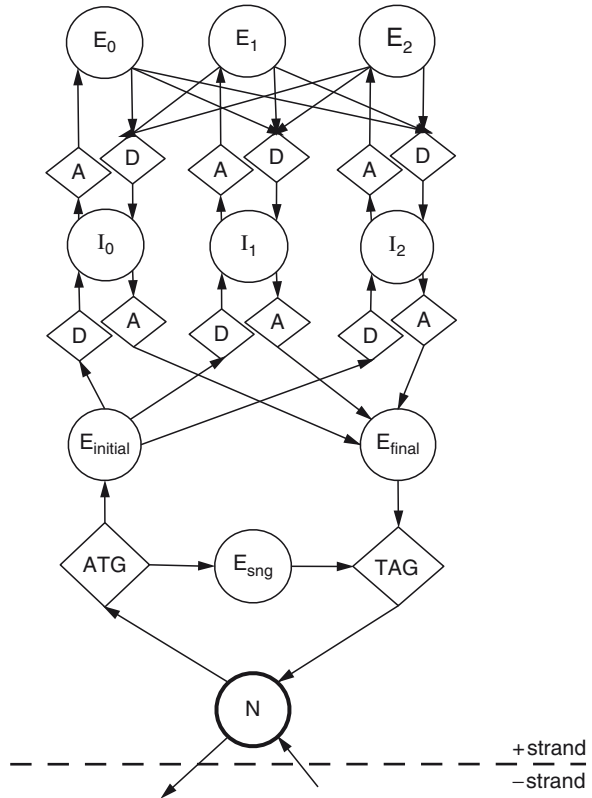 E0 E1 E2
A D A D A D
I0 I1 I2
D A D A D A
Einitial Efinal
ATG Esng TAG
N
+strand
−strand